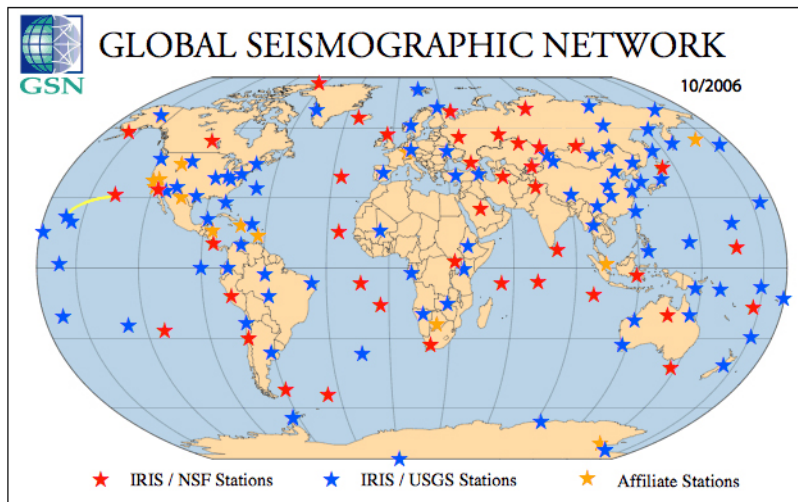 GSN
GLOBAL SEISMOGRAPHIC NETWORK
10/2006
IRIS / NSF Stations
IRIS / USGS Stations
Affiliate Stations